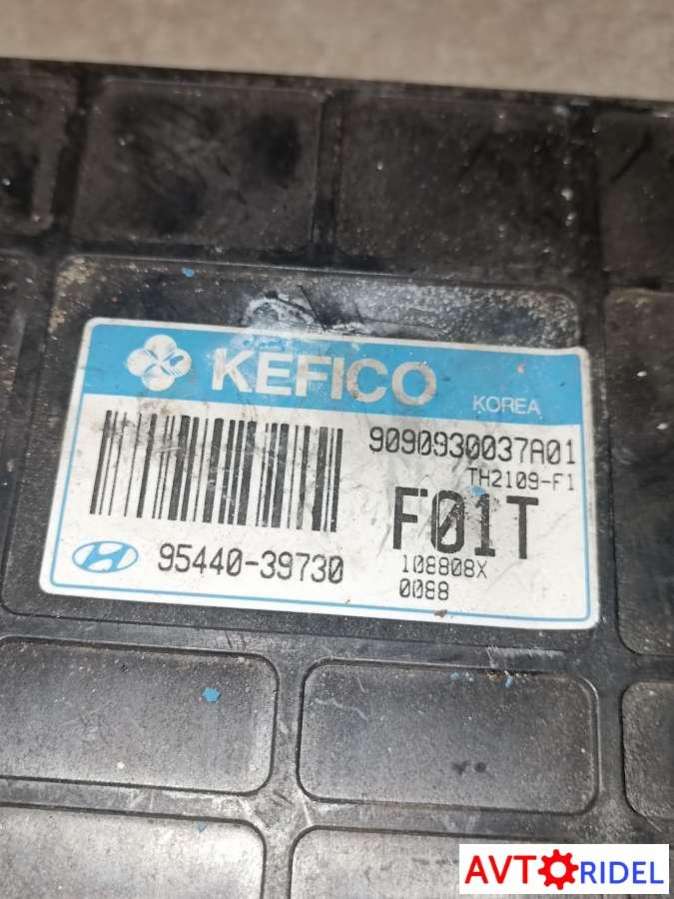 KEFICO
KOREA
9090930037A01
TH2109-F1
F01T
95440-39730
108808X
0088
AVTORIDEL